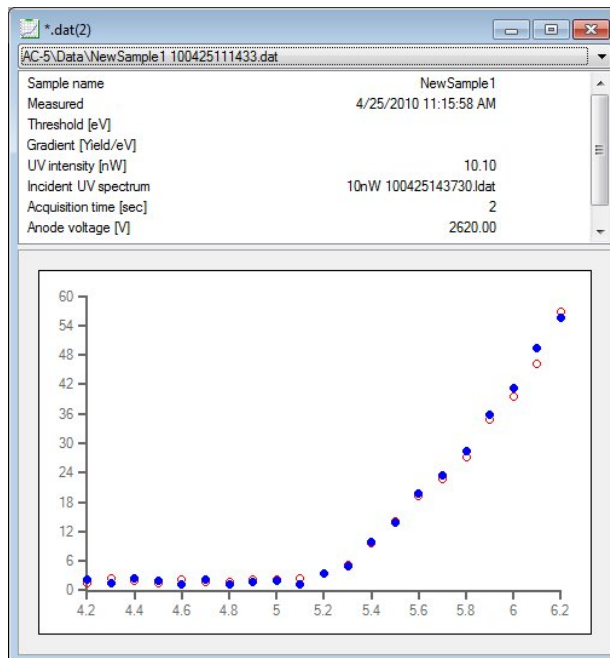 *.dat(2)
AC-5\Data\NewSample1 100425111433.dat
Sample name NewSample1
Measured 4/25/2010 11:15:58 AM
Threshold [eV]
Gradient [Yield/eV]
UV intensity [nW] 10.10
Incident UV spectrum 10nW 100425143730.ldat
Acquisition time [sec] 2
Anode voltage [V] 2620.00
60
54
48
42
36
30
24
18
12
6
0
4.2 4.4 4.6 4.8 5 5.2 5.4 5.6 5.8 6 6.2